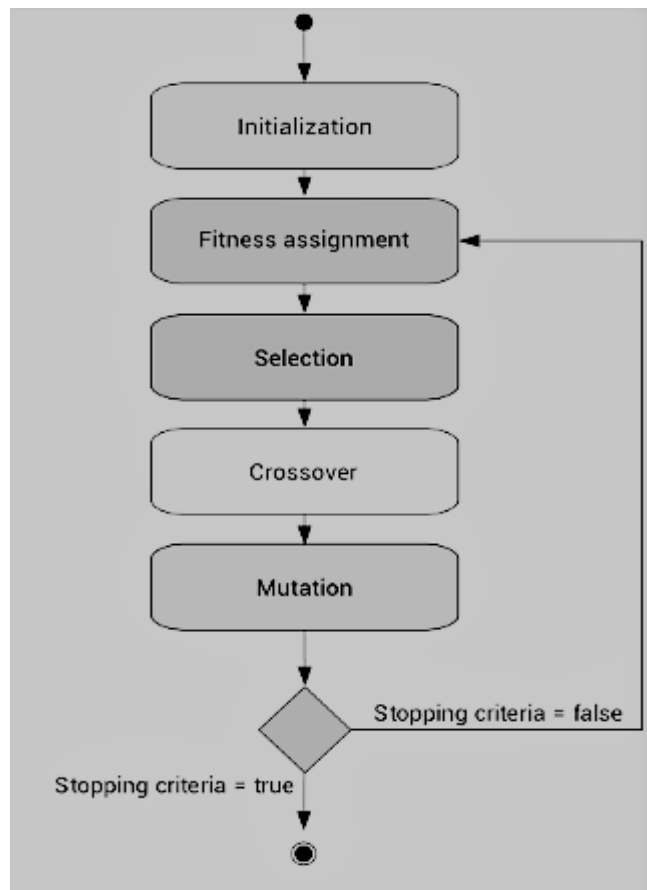 Initialization
Fitness assignment
Selection
Crossover
Mutation
Stopping criteria = false
Stopping criteria = true